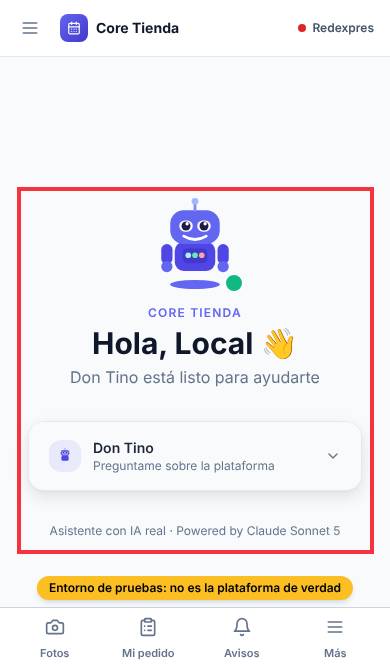 Core Tienda
Redexpres
CORE TIENDA
Hola, Local 👋
Don Tino está listo para ayudarte
Don Tino
Preguntame sobre la plataforma
Asistente con IA real · Powered by Claude Sonnet 5
Entorno de pruebas: no es la plataforma de verdad
Fotos
Mi pedido
Avisos
Más